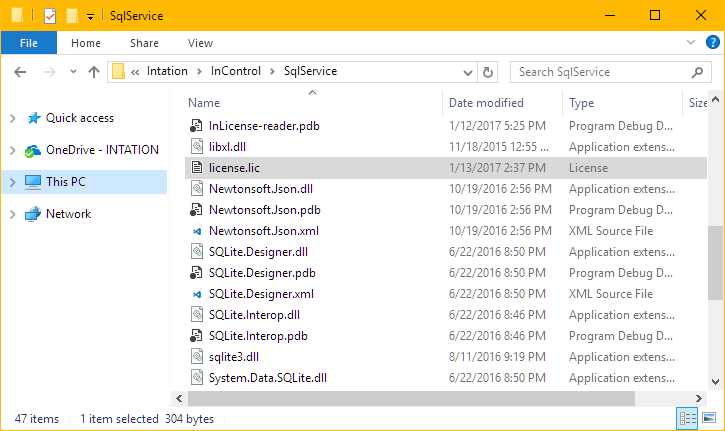 SqlService
File Home Share View
« Intation > InControl > SqlService Search SqlService
Name Date modified Type Size
Quick access
OneDrive - INTATION
This PC
Network
InLicense-reader.pdb 1/12/2017 5:25 PM Program Debug D...
libxl.dll 11/18/2015 12:55 ... Application extens...
license.lic 1/13/2017 2:37 PM License
Newtonsoft.Json.dll 10/19/2016 2:56 PM Application extens...
Newtonsoft.Json.pdb 10/19/2016 2:56 PM Program Debug D...
Newtonsoft.Json.xml 10/19/2016 2:56 PM XML Source File
SQLite.Designer.dll 6/22/2016 8:50 PM Application extens...
SQLite.Designer.pdb 6/22/2016 8:50 PM Program Debug D...
SQLite.Designer.xml 6/22/2016 8:50 PM XML Source File
SQLite.Interop.dll 6/22/2016 8:46 PM Application extens...
SQLite.Interop.pdb 6/22/2016 8:46 PM Program Debug D...
sqlite3.dll 8/11/2016 9:19 PM Application extens...
System.Data.SQLite.dll 6/22/2016 8:50 PM Application extens...
47 items 1 item selected 304 bytes